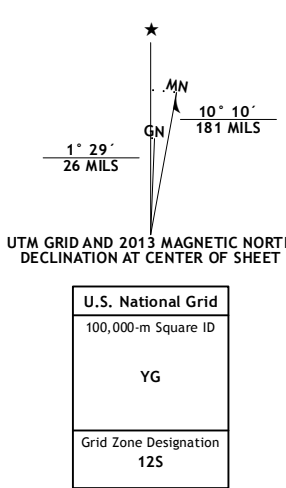 ★
MN
GN
10° 10´
181 MILS
1° 29´
26 MILS
UTM GRID AND 2013 MAGNETIC NORTH
DECLINATION AT CENTER OF SHEET
U.S. National Grid
100,000-m Square ID
YG
Grid Zone Designation
12S